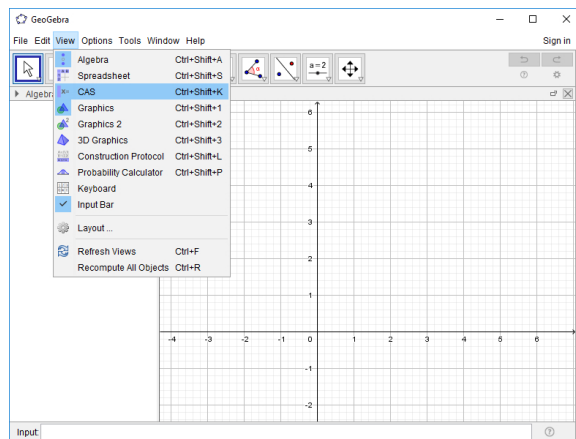 GeoGebra
File Edit View Options Tools Window Help Sign in
a=2
Algebra Ctrl+Shift+A
Spreadsheet Ctrl+Shift+S
CAS Ctrl+Shift+K
Graphics Ctrl+Shift+1
Graphics 2 Ctrl+Shift+2
3D Graphics Ctrl+Shift+3
Construction Protocol Ctrl+Shift+L
Probability Calculator Ctrl+Shift+P
Keyboard
Input Bar
Layout ...
Refresh Views Ctrl+F
Recompute All Objects Ctrl+R
Algebr
6
5
4
3
2
1
-4 -3 -2 -1 0 1 2 3 4 5 6
-1
-2
Input: